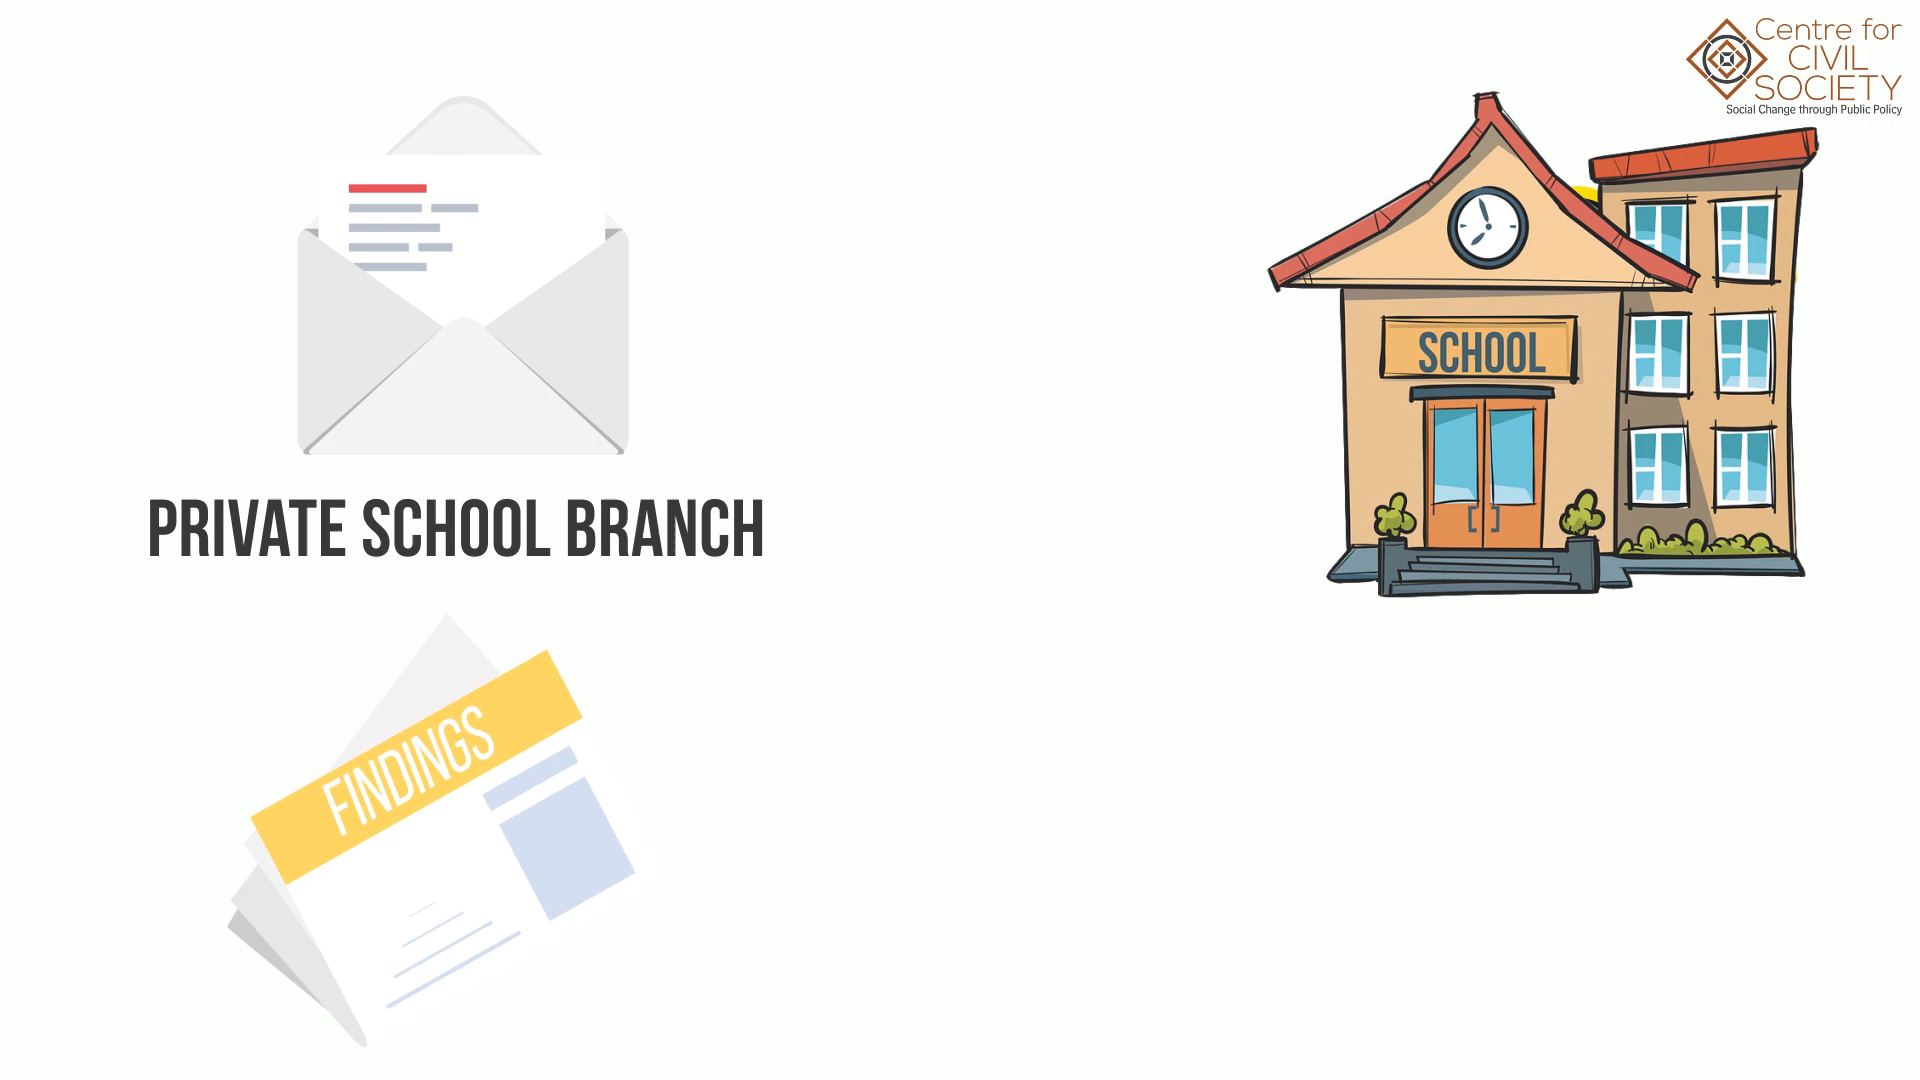 Centre for
CIVIL
SOCIETY
Social Change through Public Policy
SCHOOL
PRIVATE SCHOOL BRANCH
FINDINGS